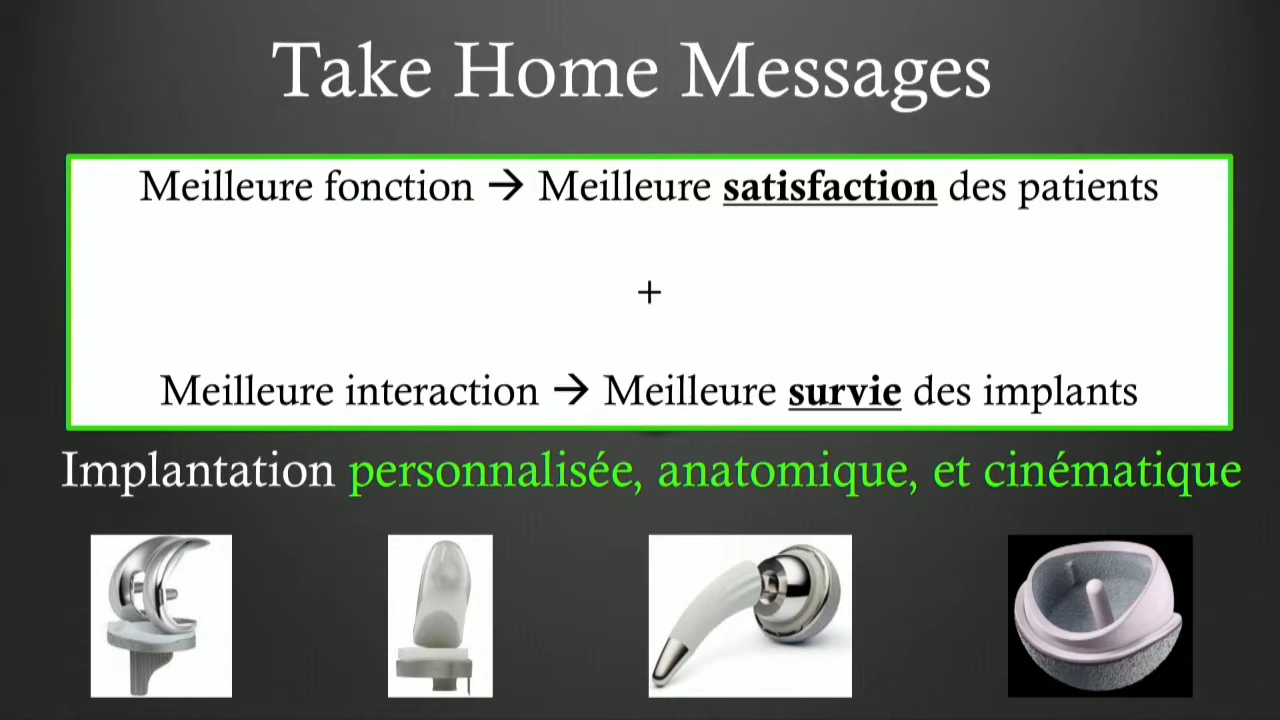 Take Home Messages
Meilleure fonction → Meilleure satisfaction des patients
+
Meilleure interaction → Meilleure survie des implants
Implantation personnalisée, anatomique, et cinématique